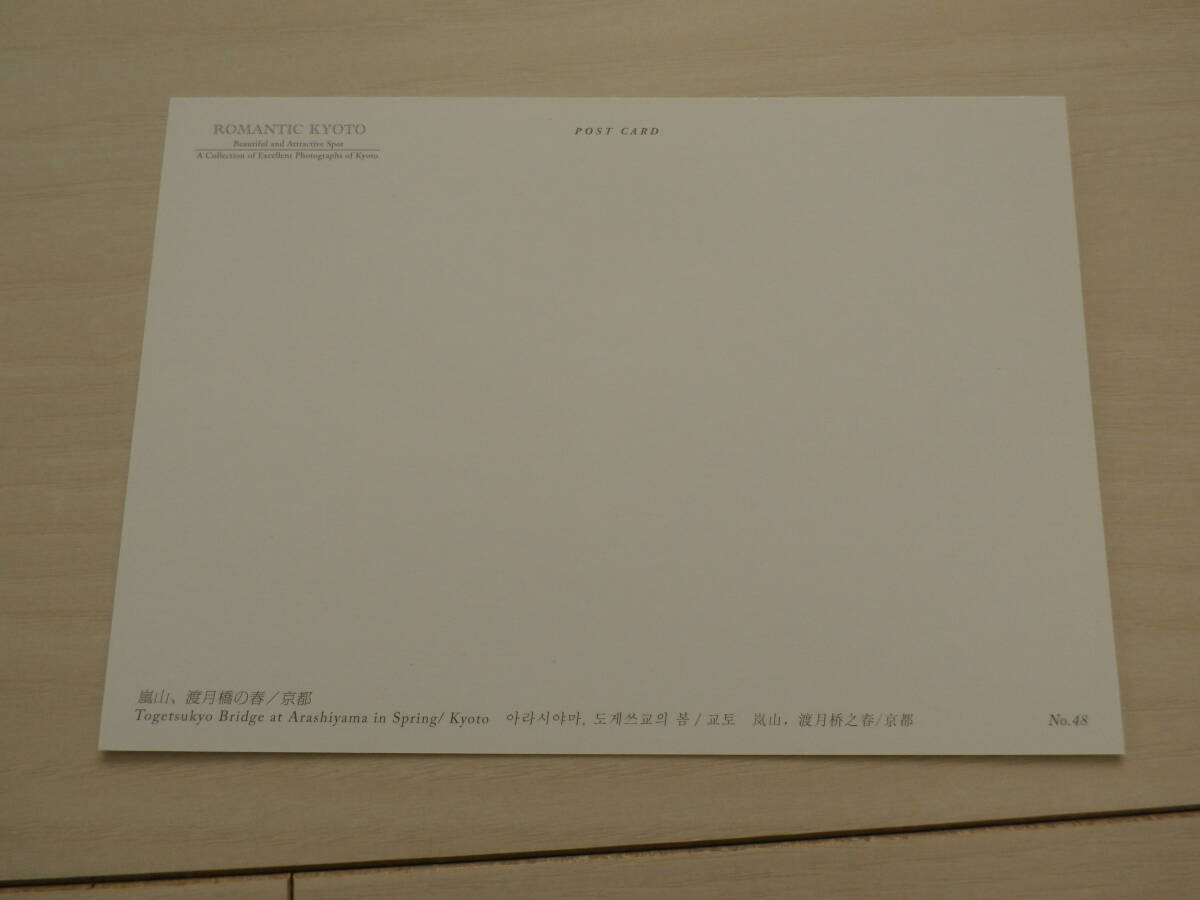 ROMANTIC KYOTO
Beautiful and Attractive Spot
A Collection of Excellent Photographs of Kyoto
POST CARD
嵐山、渡月橋の春／京都
Togetsukyo Bridge at Arashiyama in Spring/ Kyoto 아라시야마, 도게쓰교의 봄 / 교토 岚山，渡月桥之春/京都
No.48